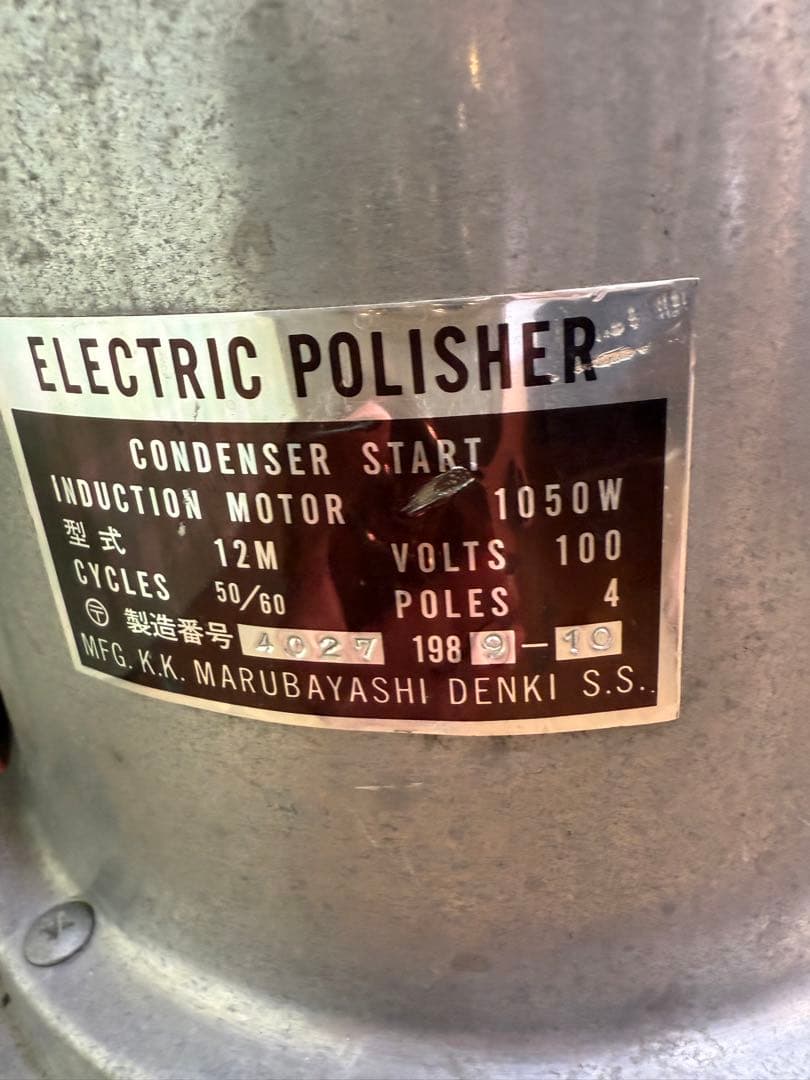 ELECTRIC POLISHER
CONDENSER START
INDUCTION MOTOR 1050W
型式 12M VOLTS 100
CYCLES 50/60 POLES 4
〶 製造番号 4027 1989-10
MFG. K.K. MARUBAYASHI DENKI S.S.